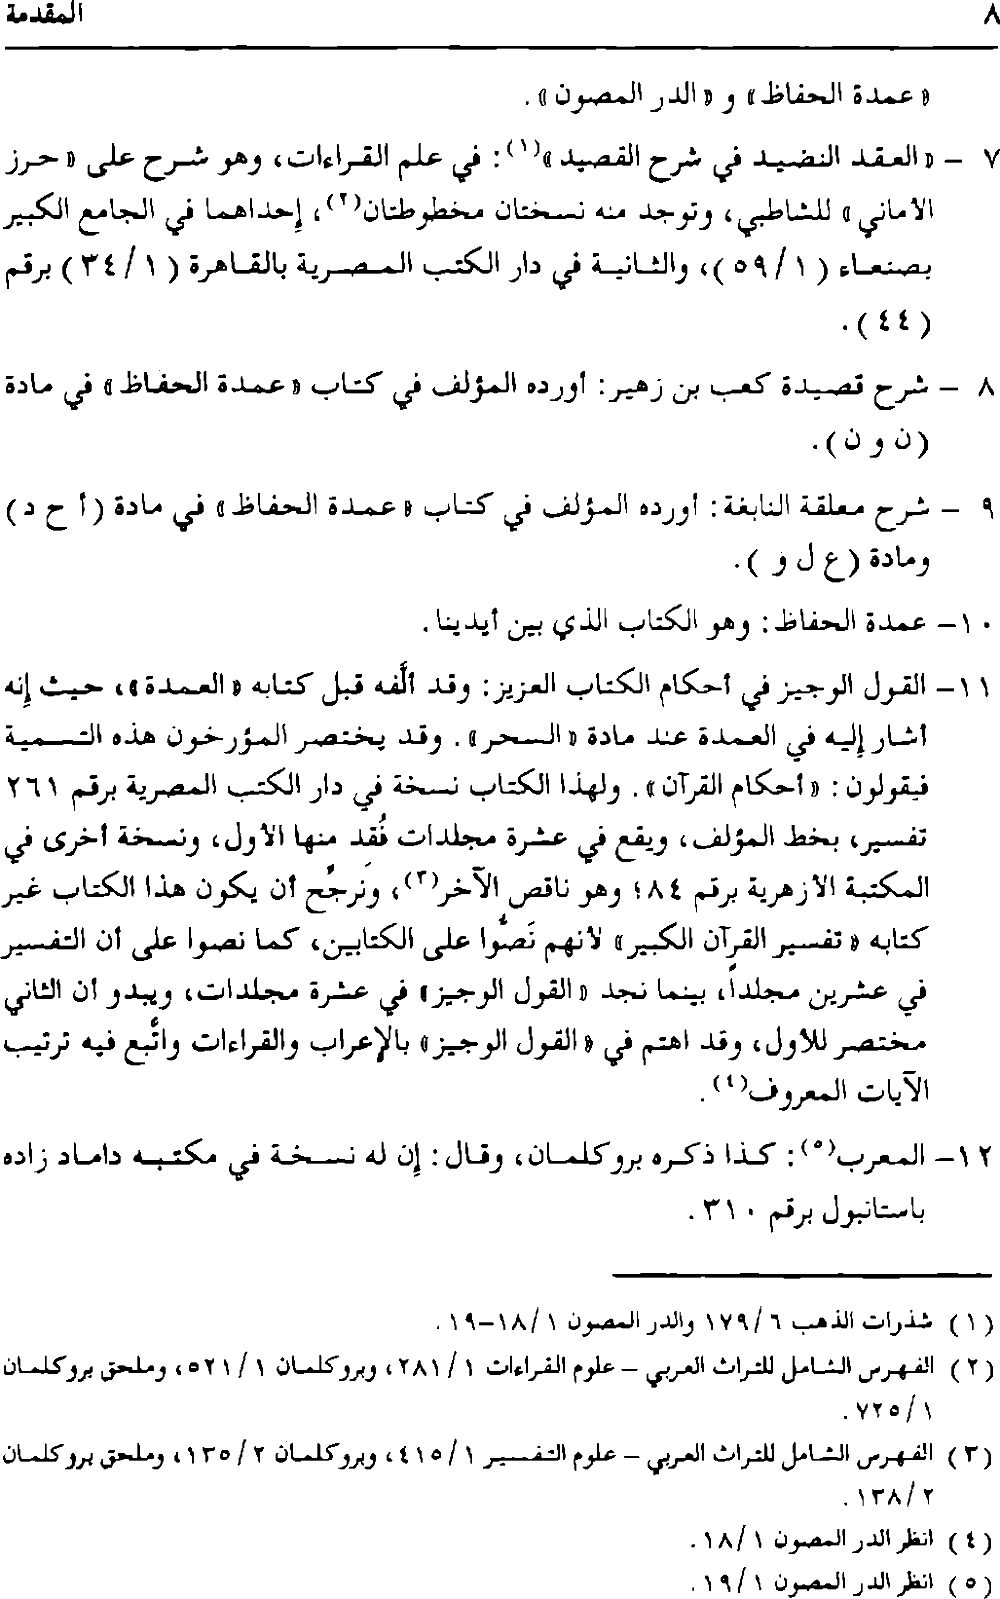 ٨ المقدمة
«عمدة الحفاظ» و «الدر المصون».
٧ – «العقد النضيد في شرح القصيد»(١): في علم القراءات، وهو شرح على «حرز
الأماني» للشاطبي، وتوجد منه نسختان مخطوطتان(٢)، إحداهما في الجامع الكبير
بصنعاء (٥٩/١)، والثانية في دار الكتب المصرية بالقاهرة (٣٤/١) برقم
(٤٤).
٨ – شرح قصيدة كعب بن زهير: أورده المؤلف في كتاب «عمدة الحفاظ» في مادة
(ن و ن).
٩ – شرح معلقة النابغة: أورده المؤلف في كتاب «عمدة الحفاظ» في مادة (أ ح د)
ومادة (ع ل و).
١٠– عمدة الحفاظ: وهو الكتاب الذي بين أيدينا.
١١– القول الوجيز في أحكام الكتاب العزيز: وقد ألَّفه قبل كتابه «العمدة»، حيث إنه
أشار إليه في العمدة عند مادة «السحر». وقد يختصر المؤرخون هذه التسمية
فيقولون: «أحكام القرآن». ولهذا الكتاب نسخة في دار الكتب المصرية برقم ٢٦١
تفسير، بخط المؤلف، ويقع في عشرة مجلدات فُقد منها الأول، ونسخة أخرى في
المكتبة الأزهرية برقم ٨٤؛ وهو ناقص الآخر(٣)، ونَرجِّح أن يكون هذا الكتاب غير
كتابه «تفسير القرآن الكبير» لأنهم نَصُّوا على الكتابين، كما نصوا على أن التفسير
في عشرين مجلداً، بينما نجد «القول الوجيز» في عشرة مجلدات، ويبدو أن الثاني
مختصر للأول، وقد اهتم في «القول الوجيز» بالإعراب والقراءات واتَّبع فيه ترتيب
الآيات المعروف(٤).
١٢– المعرب(٥): كذا ذكره بروكلمان، وقال: إن له نسخة في مكتبه داماد زاده
باستانبول برقم ٣١٠.
(١) شذرات الذهب ١٧٩/٦ والدر المصون ١٨/١–١٩.
(٢) الفهرس الشامل للتراث العربي – علوم القراءات ٢٨١/١، وبروكلمان ٥٢١/١، وملحق بروكلمان
٧٢٥/١.
(٣) الفهرس الشامل للتراث العربي – علوم التفسير ٤١٥/١، وبروكلمان ١٣٥/٢، وملحق بروكلمان
١٣٨/٢.
(٤) انظر الدر المصون ١٨/١.
(٥) انظر الدر المصون ١٩/١.